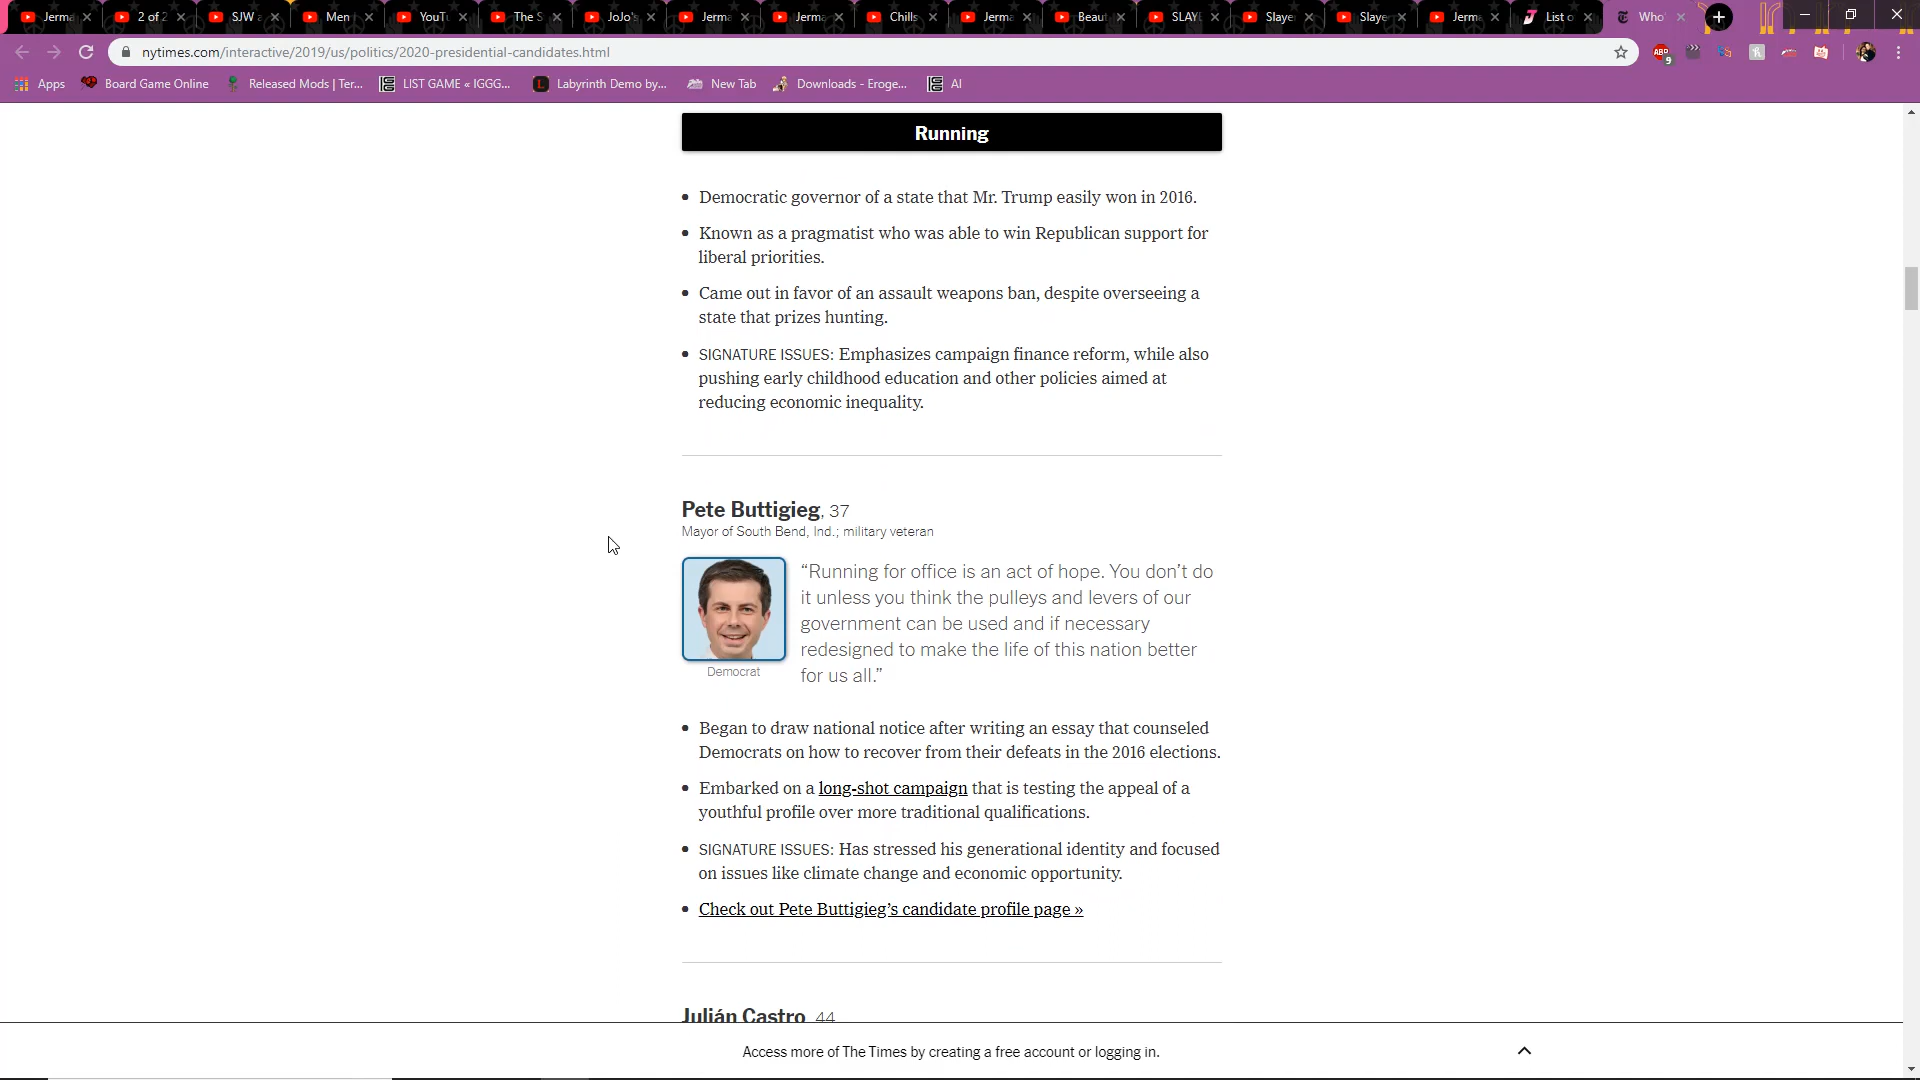 Jerma
2 of 2
SJW a
Men
YouTu
The S
JoJo's
Jerma
Jerma
Chills
Jerma
Beaut
SLAYE
Slaye
Slaye
Jerma
List o
Who'
nytimes.com/interactive/2019/us/politics/2020-presidential-candidates.html
ABP
9
Apps
Board Game Online
Released Mods | Ter...
LIST GAME « IGGG...
Labyrinth Demo by...
New Tab
Downloads - Eroge...
AI
Running
• Democratic governor of a state that Mr. Trump easily won in 2016.
• Known as a pragmatist who was able to win Republican support for
liberal priorities.
• Came out in favor of an assault weapons ban, despite overseeing a
state that prizes hunting.
• SIGNATURE ISSUES: Emphasizes campaign finance reform, while also
pushing early childhood education and other policies aimed at
reducing economic inequality.
Pete Buttigieg, 37
Mayor of South Bend, Ind.; military veteran
“Running for office is an act of hope. You don’t do
it unless you think the pulleys and levers of our
government can be used and if necessary
redesigned to make the life of this nation better
for us all.”
Democrat
• Began to draw national notice after writing an essay that counseled
Democrats on how to recover from their defeats in the 2016 elections.
• Embarked on a long-shot campaign that is testing the appeal of a
youthful profile over more traditional qualifications.
• SIGNATURE ISSUES: Has stressed his generational identity and focused
on issues like climate change and economic opportunity.
• Check out Pete Buttigieg’s candidate profile page »
Julián Castro, 44
Access more of The Times by creating a free account or logging in.